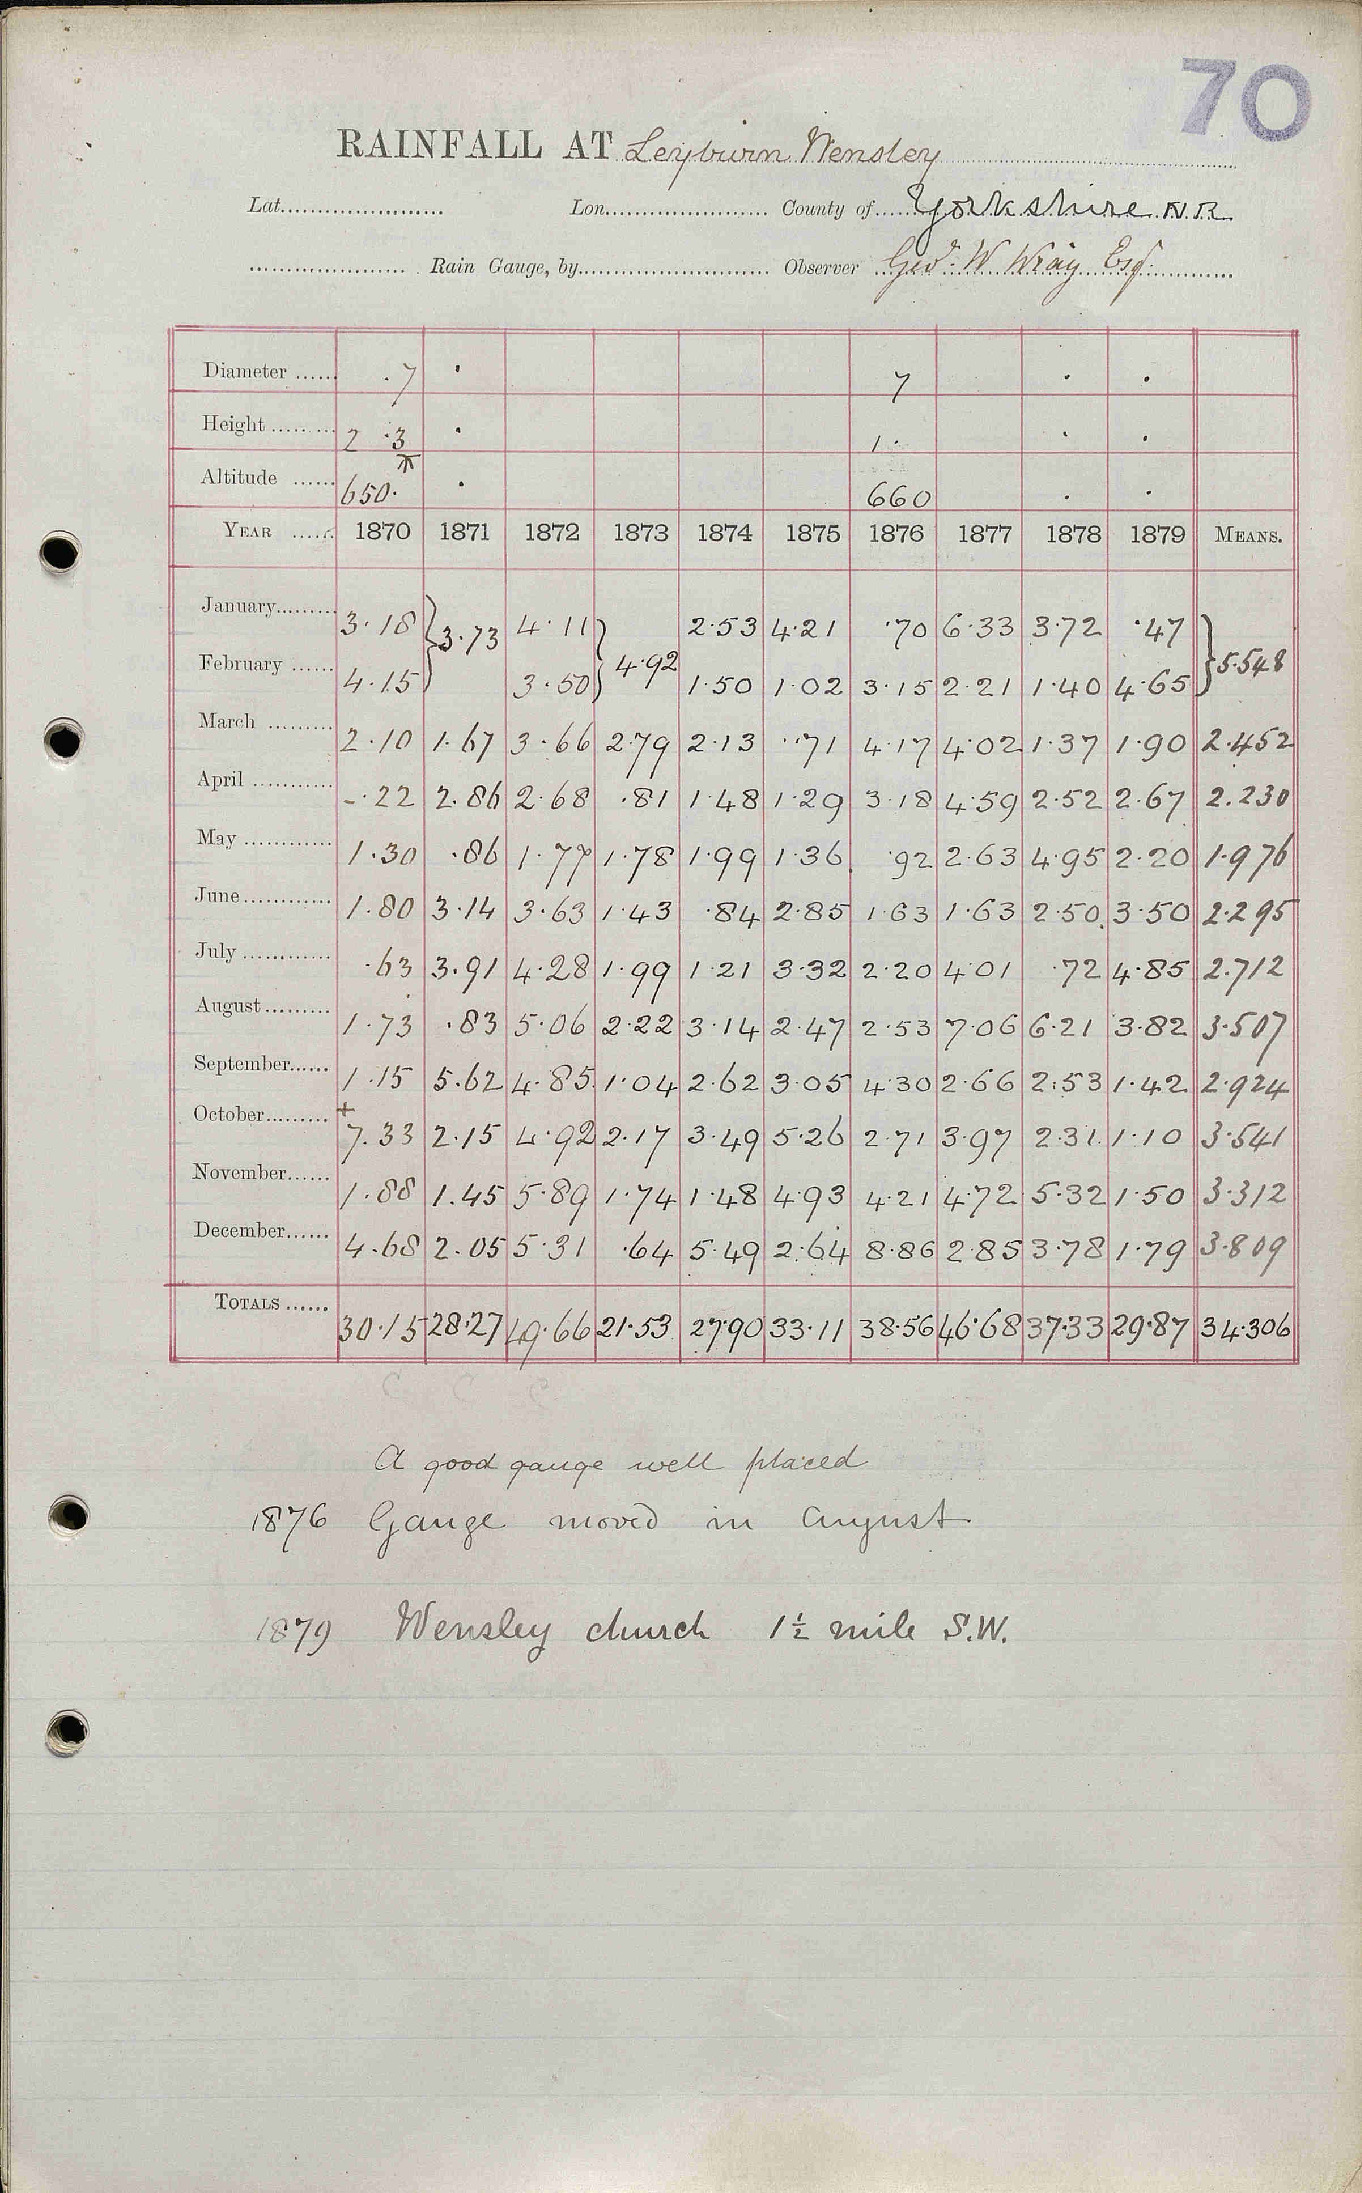 70
RAINFALL AT Leyburn Wensley
Lat. Lon. County of Yorkshire N.R.
Rain Gauge, by Observer Geo. W Wray Esq.
Diameter .7 · 7 · ·
Height 2 .3 · 1. · ·
Altitude 650. · 660 · ·
YEAR 1870 1871 1872 1873 1874 1875 1876 1877 1878 1879 MEANS.
January 3.18 } 3.73 4.11 } 4.92 2.53 4.21 .70 6.33 3.72 .47 } 5.548
February 4.15 3.50 1.50 1.02 3.15 2.21 1.40 4.65
March 2.10 1.67 3.66 2.79 2.13 .71 4.17 4.02 1.37 1.90 2.452
April -.22 2.86 2.68 .81 1.48 1.29 3.18 4.59 2.52 2.67 2.230
May 1.30 .86 1.77 1.78 1.99 1.36 .92 2.63 4.95 2.20 1.976
June 1.80 3.14 3.63 1.43 .84 2.85 1.63 1.63 2.50 3.50 2.295
July .63 3.91 4.28 1.99 1.21 3.32 2.20 4.01 .72 4.85 2.712
August 1.73 .83 5.06 2.22 3.14 2.47 2.53 7.06 6.21 3.82 3.507
September 1.15 5.62 4.85 1.04 2.62 3.05 4.30 2.66 2.53 1.42 2.924
October + 7.33 2.15 4.92 2.17 3.49 5.26 2.71 3.97 2.31 1.10 3.541
November 1.88 1.45 5.89 1.74 1.48 4.93 4.21 4.72 5.32 1.50 3.312
December 4.68 2.05 5.31 .64 5.49 2.64 8.86 2.85 3.78 1.79 3.809
TOTALS 30.15 28.27 49.66 21.53 27.90 33.11 38.56 46.68 37.33 29.87 34.306
C C C
A good gauge well placed
1876 Gauge moved in August
1879 Wensley church 1½ mile S.W.